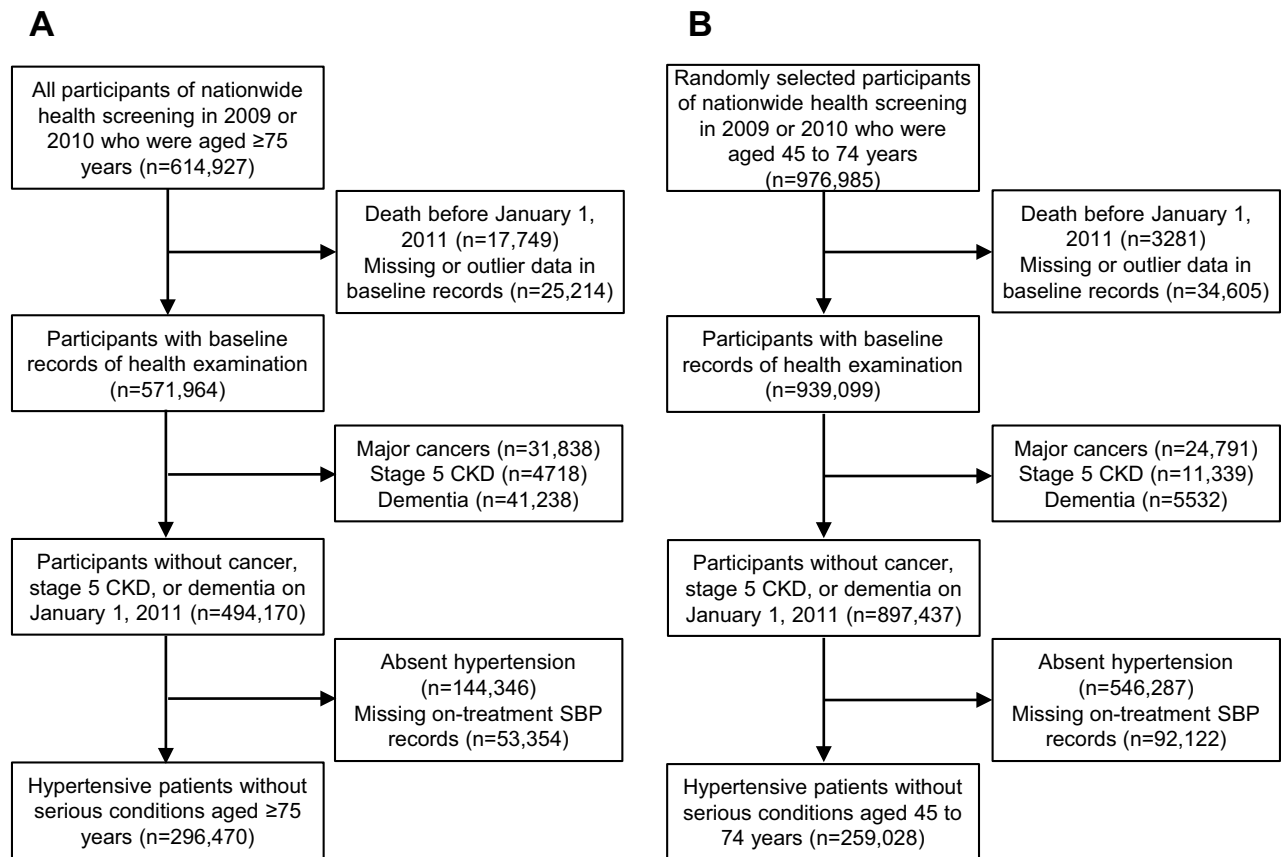 A
All participants of nationwide
health screening in 2009 or
2010 who were aged ≥75
years (n=614,927)
Death before January 1,
2011 (n=17,749)
Missing or outlier data in
baseline records (n=25,214)
Participants with baseline
records of health examination
(n=571,964)
Major cancers (n=31,838)
Stage 5 CKD (n=4718)
Dementia (n=41,238)
Participants without cancer,
stage 5 CKD, or dementia on
January 1, 2011 (n=494,170)
Absent hypertension
(n=144,346)
Missing on-treatment SBP
records (n=53,354)
Hypertensive patients without
serious conditions aged ≥75
years (n=296,470)
B
Randomly selected participants
of nationwide health screening
in 2009 or 2010 who were
aged 45 to 74 years
(n=976,985)
Death before January 1,
2011 (n=3281)
Missing or outlier data in
baseline records (n=34,605)
Participants with baseline
records of health examination
(n=939,099)
Major cancers (n=24,791)
Stage 5 CKD (n=11,339)
Dementia (n=5532)
Participants without cancer,
stage 5 CKD, or dementia on
January 1, 2011 (n=897,437)
Absent hypertension
(n=546,287)
Missing on-treatment SBP
records (n=92,122)
Hypertensive patients without
serious conditions aged 45 to
74 years (n=259,028)